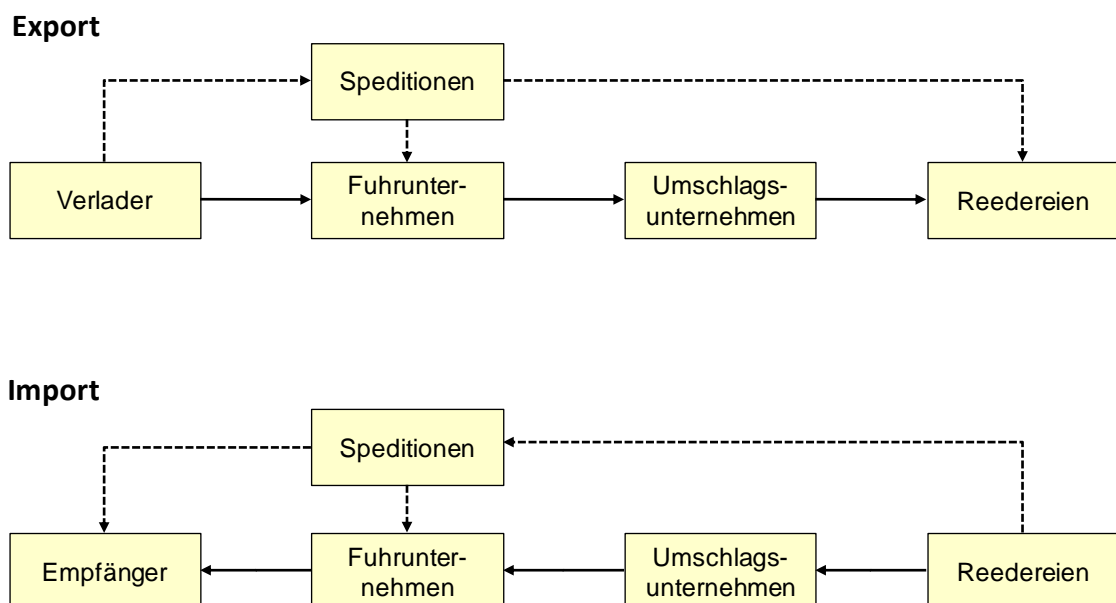 Export
Speditionen
Verlader
Fuhrunter-
nehmen
Umschlags-
unternehmen
Reedereien
Import
Speditionen
Empfänger
Fuhrunter-
nehmen
Umschlags-
unternehmen
Reedereien